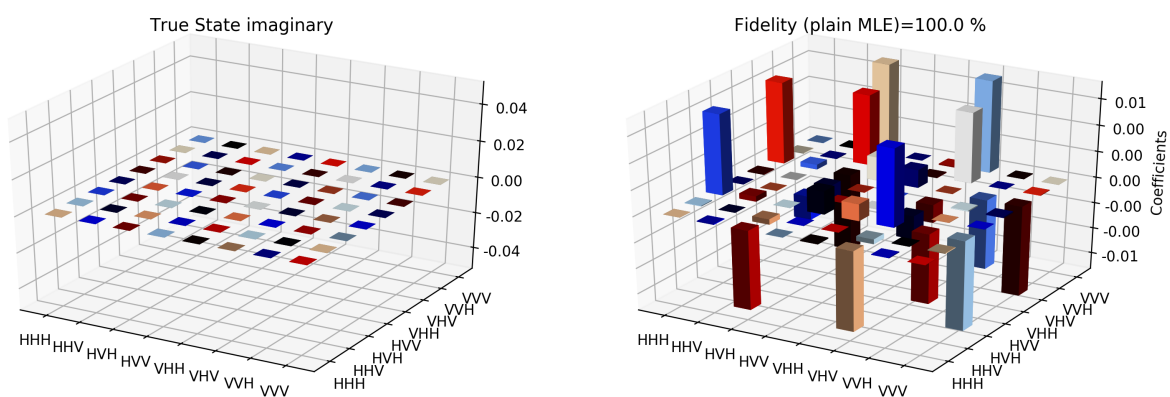 True State imaginary
0.04
0.02
0.00
-0.02
-0.04
HHH
HHV
HVH
HVV
VHH
VHV
VVH
VVV
HHH
HHV
HVH
HVV
VHH
VHV
VVH
VVV
Fidelity (plain MLE)=100.0 %
0.01
0.00
0.00
0.00
-0.00
-0.00
-0.01
Coefficients
HHH
HHV
HVH
HVV
VHH
VHV
VVH
VVV
HHH
HHV
HVH
HVV
VHH
VHV
VVH
VVV